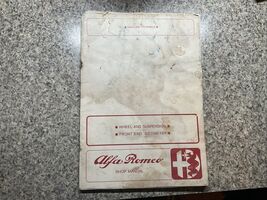 WHEEL AND SUSPENSION
FRONT END GEOMETRY
Alfa Romeo
SHOP MANUAL